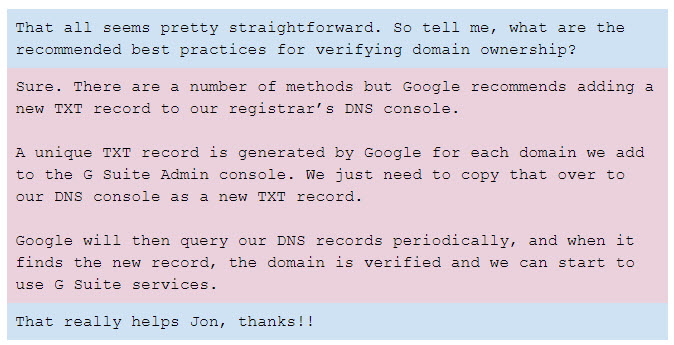 That all seems pretty straightforward. So tell me, what are the
recommended best practices for verifying domain ownership?
Sure. There are a number of methods but Google recommends adding a
new TXT record to our registrar’s DNS console.
A unique TXT record is generated by Google for each domain we add
to the G Suite Admin console. We just need to copy that over to
our DNS console as a new TXT record.
Google will then query our DNS records periodically, and when it
finds the new record, the domain is verified and we can start to
use G Suite services.
That really helps Jon, thanks!!